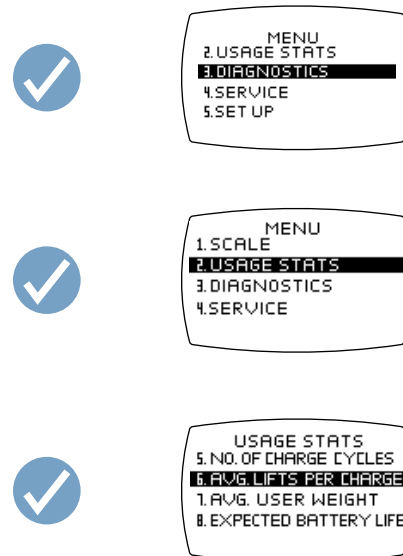 MENU
2.USAGE STATS
3.DIAGNOSTICS
4.SERVICE
5.SET UP
MENU
1.SCALE
2.USAGE STATS
3.DIAGNOSTICS
4.SERVICE
USAGE STATS
5.NO. OF CHARGE CYCLES
6.AVG. LIFTS PER CHARGE
7.AVG. USER WEIGHT
8.EXPECTED BATTERY LIFE